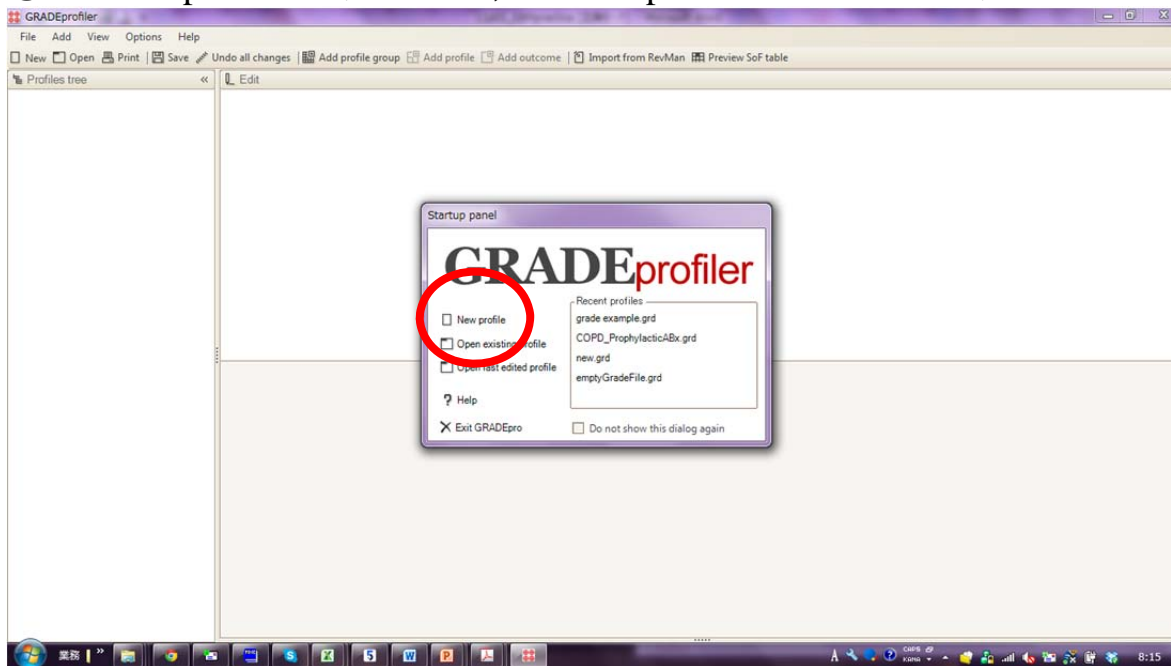 GRADEprofiler
File Add View Options Help
New Open Print Save Undo all changes Add profile group Add profile Add outcome Import from RevMan Preview SoF table
Profiles tree « Edit
Startup panel
GRADEprofiler
Recent profiles
New profile
grade example.grd
Open existing profile
COPD_ProphylacticABx.grd
new.grd
Open last edited profile
emptyGradeFile.grd
? Help
Exit GRADEpro
Do not show this dialog again
業務 »
A CAPS KANA 8:15